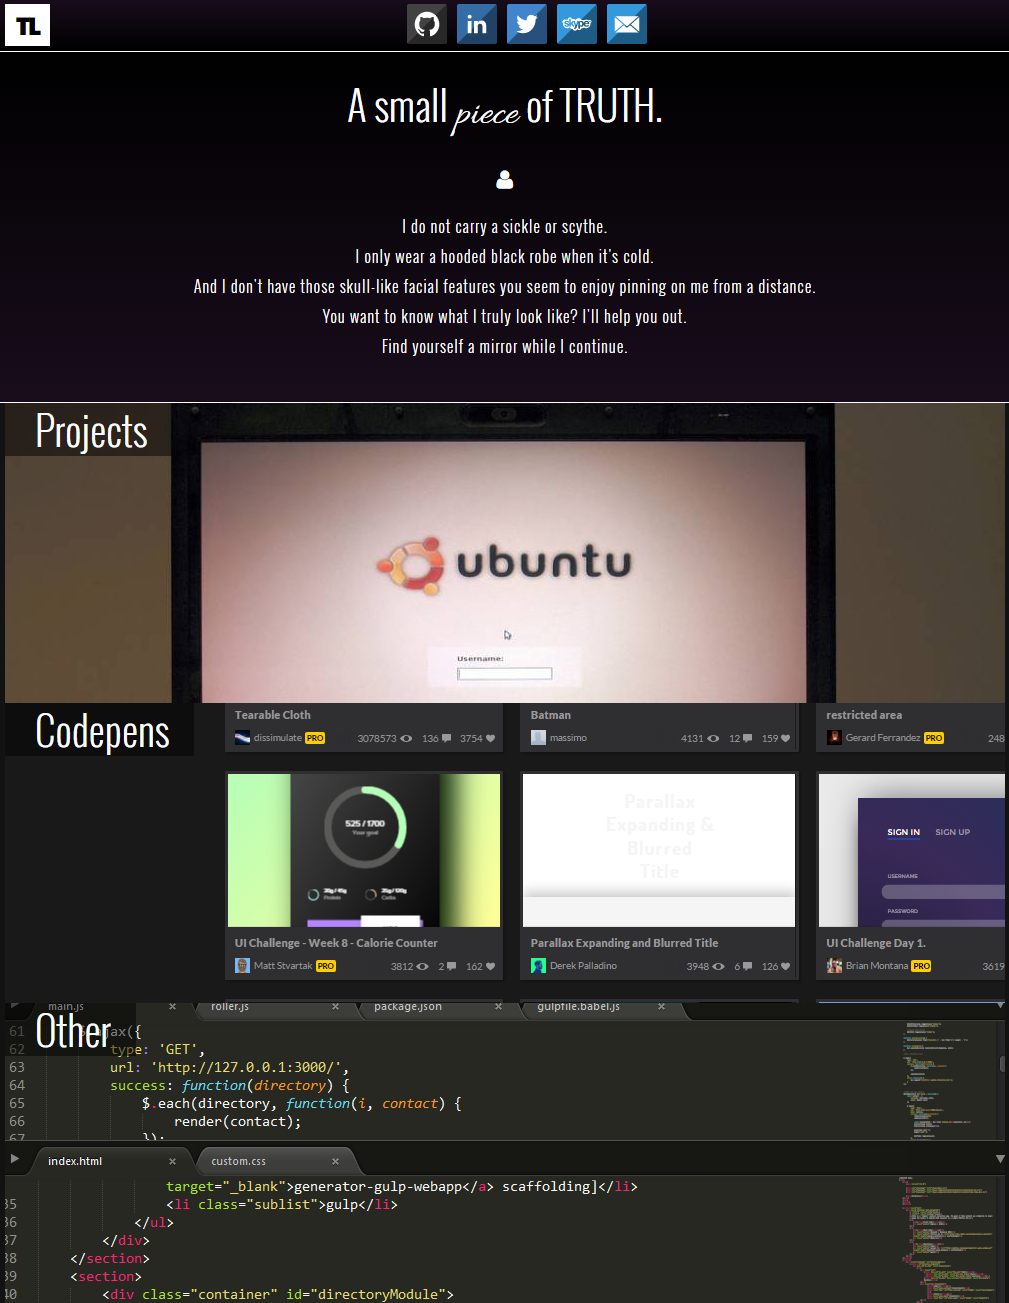 TL
in
skype
A small piece of TRUTH.
I do not carry a sickle or scythe.
I only wear a hooded black robe when it's cold.
And I don't have those skull-like facial features you seem to enjoy pinning on me from a distance.
You want to know what I truly look like? I'll help you out.
Find yourself a mirror while I continue.
Projects
ubuntu
Username:
Codepens
Tearable Cloth
dissimulate PRO 3078573 136 3754
Batman
massimo 4131 12 159
restricted area
Gerard Ferrandez PRO 248
525 / 1700
Your goal
Protein
Carbs
UI Challenge - Week 8 - Calorie Counter
Matt Stvartak PRO 3812 2 162
Parallax
Expanding &
Blurred
Title
Parallax Expanding and Blurred Title
Derek Palladino 3948 6 126
SIGN IN SIGN UP
USERNAME
PASSWORD
UI Challenge Day 1.
Brian Montana PRO 3619
Other
main.js × roller.js × package.json × gulpfile.babel.js ×
61 ajax({
62 type: 'GET',
63 url: 'http://127.0.0.1:3000/',
64 success: function(directory) {
65 $.each(directory, function(i, contact) {
66 render(contact);
67 });
index.html × custom.css ×
target="_blank">generator-gulp-webapp</a> scaffolding]</li>
35 <li class="sublist">gulp</li>
36 </ul>
37 </div>
38 </section>
39 <section>
40 <div class="container" id="directoryModule">